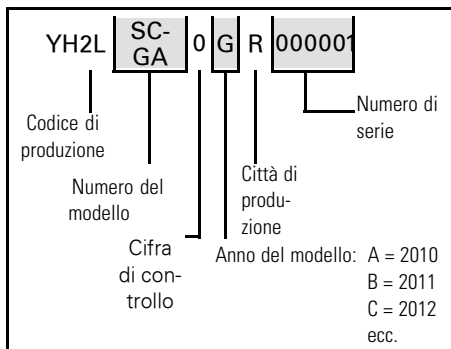 YH2L SC-GA 0 G R 000001
Codice di
produzione
Numero del
modello
Cifra
di con-
trollo
Città di
produ-
zione
Numero di
serie
Anno del modello: A = 2010
B = 2011
C = 2012
ecc.